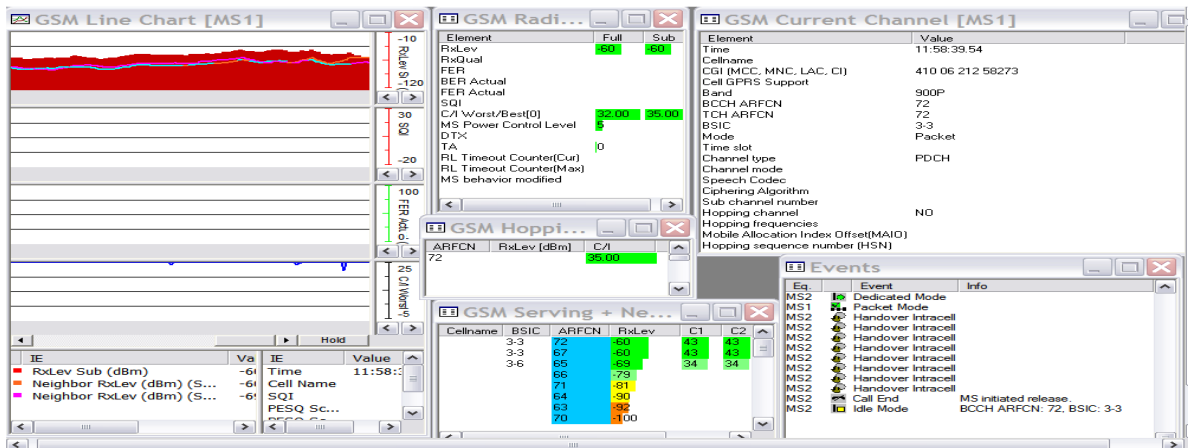 GSM Line Chart [MS1]
-10
RxLev S(
-120
30
SQI
-20
100
FER Actu
0-(
25
C/I Worst
-5
Hold
IE Va
RxLev Sub (dBm) -6
Neighbor RxLev (dBm) (S... -6
Neighbor RxLev (dBm) (S... -6
IE Value
Time 11:58:
Cell Name
SQI
PESQ Sc...
GSM Radi...
Element Full Sub
RxLev -60 -60
RxQual
FER
BER Actual
FER Actual
SQI
C/I Worst/Best[0] 32.00 35.00
MS Power Control Level 5
DTX
TA 0
RL Timeout Counter(Cur)
RL Timeout Counter(Max)
MS behavior modified
GSM Hoppi...
ARFCN RxLev [dBm] C/I
72 35.00
GSM Serving + Ne...
Cellname BSIC ARFCN RxLev C1 C2
3-3 72 -60 43 43
3-3 67 -60 43 43
3-6 65 -69 34 34
66 -79
71 -81
64 -90
63 -92
70 -100
GSM Current Channel [MS1]
Element Value
Time 11:58:39.54
Cellname
CGI (MCC, MNC, LAC, CI) 410 06 212 58273
Cell GPRS Support
Band 900P
BCCH ARFCN 72
TCH ARFCN 72
BSIC 3-3
Mode Packet
Time slot
Channel type PDCH
Channel mode
Speech Codec
Ciphering Algorithm
Sub channel number
Hopping channel NO
Hopping frequencies
Mobile Allocation Index Offset(MAIO)
Hopping sequence number (HSN)
Events
Eq. Event Info
MS2 Dedicated Mode
MS1 Packet Mode
MS2 Handover Intracell
MS2 Handover Intracell
MS2 Handover Intracell
MS2 Handover Intracell
MS2 Handover Intracell
MS2 Handover Intracell
MS2 Handover Intracell
MS2 Handover Intracell
MS2 Call End MS initiated release.
MS2 Idle Mode BCCH ARFCN: 72, BSIC: 3-3